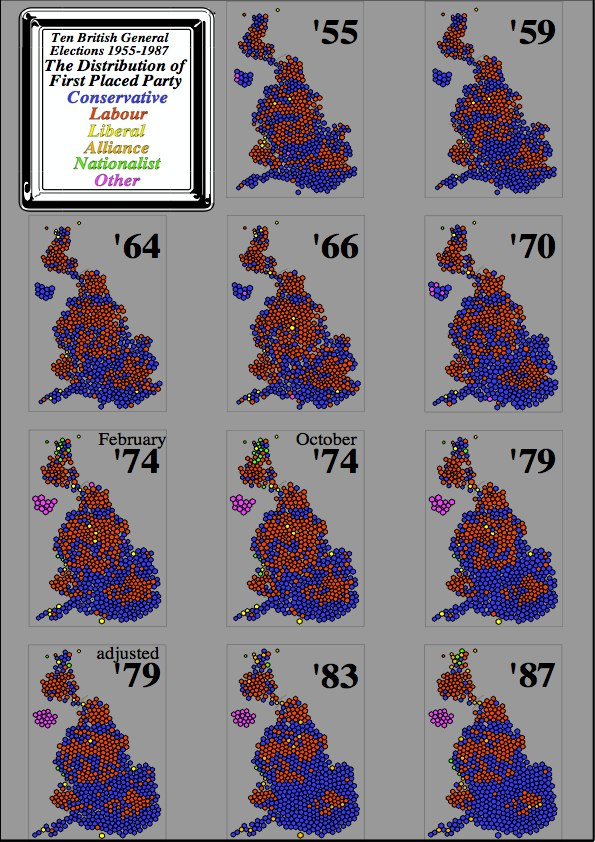 Ten British General
Elections 1955-1987
The Distribution of
First Placed Party
Conservative
Labour
Liberal
Alliance
Nationalist
Other
'55
'59
'64
'66
'70
February
'74
October
'74
'79
adjusted
'79
'83
'87